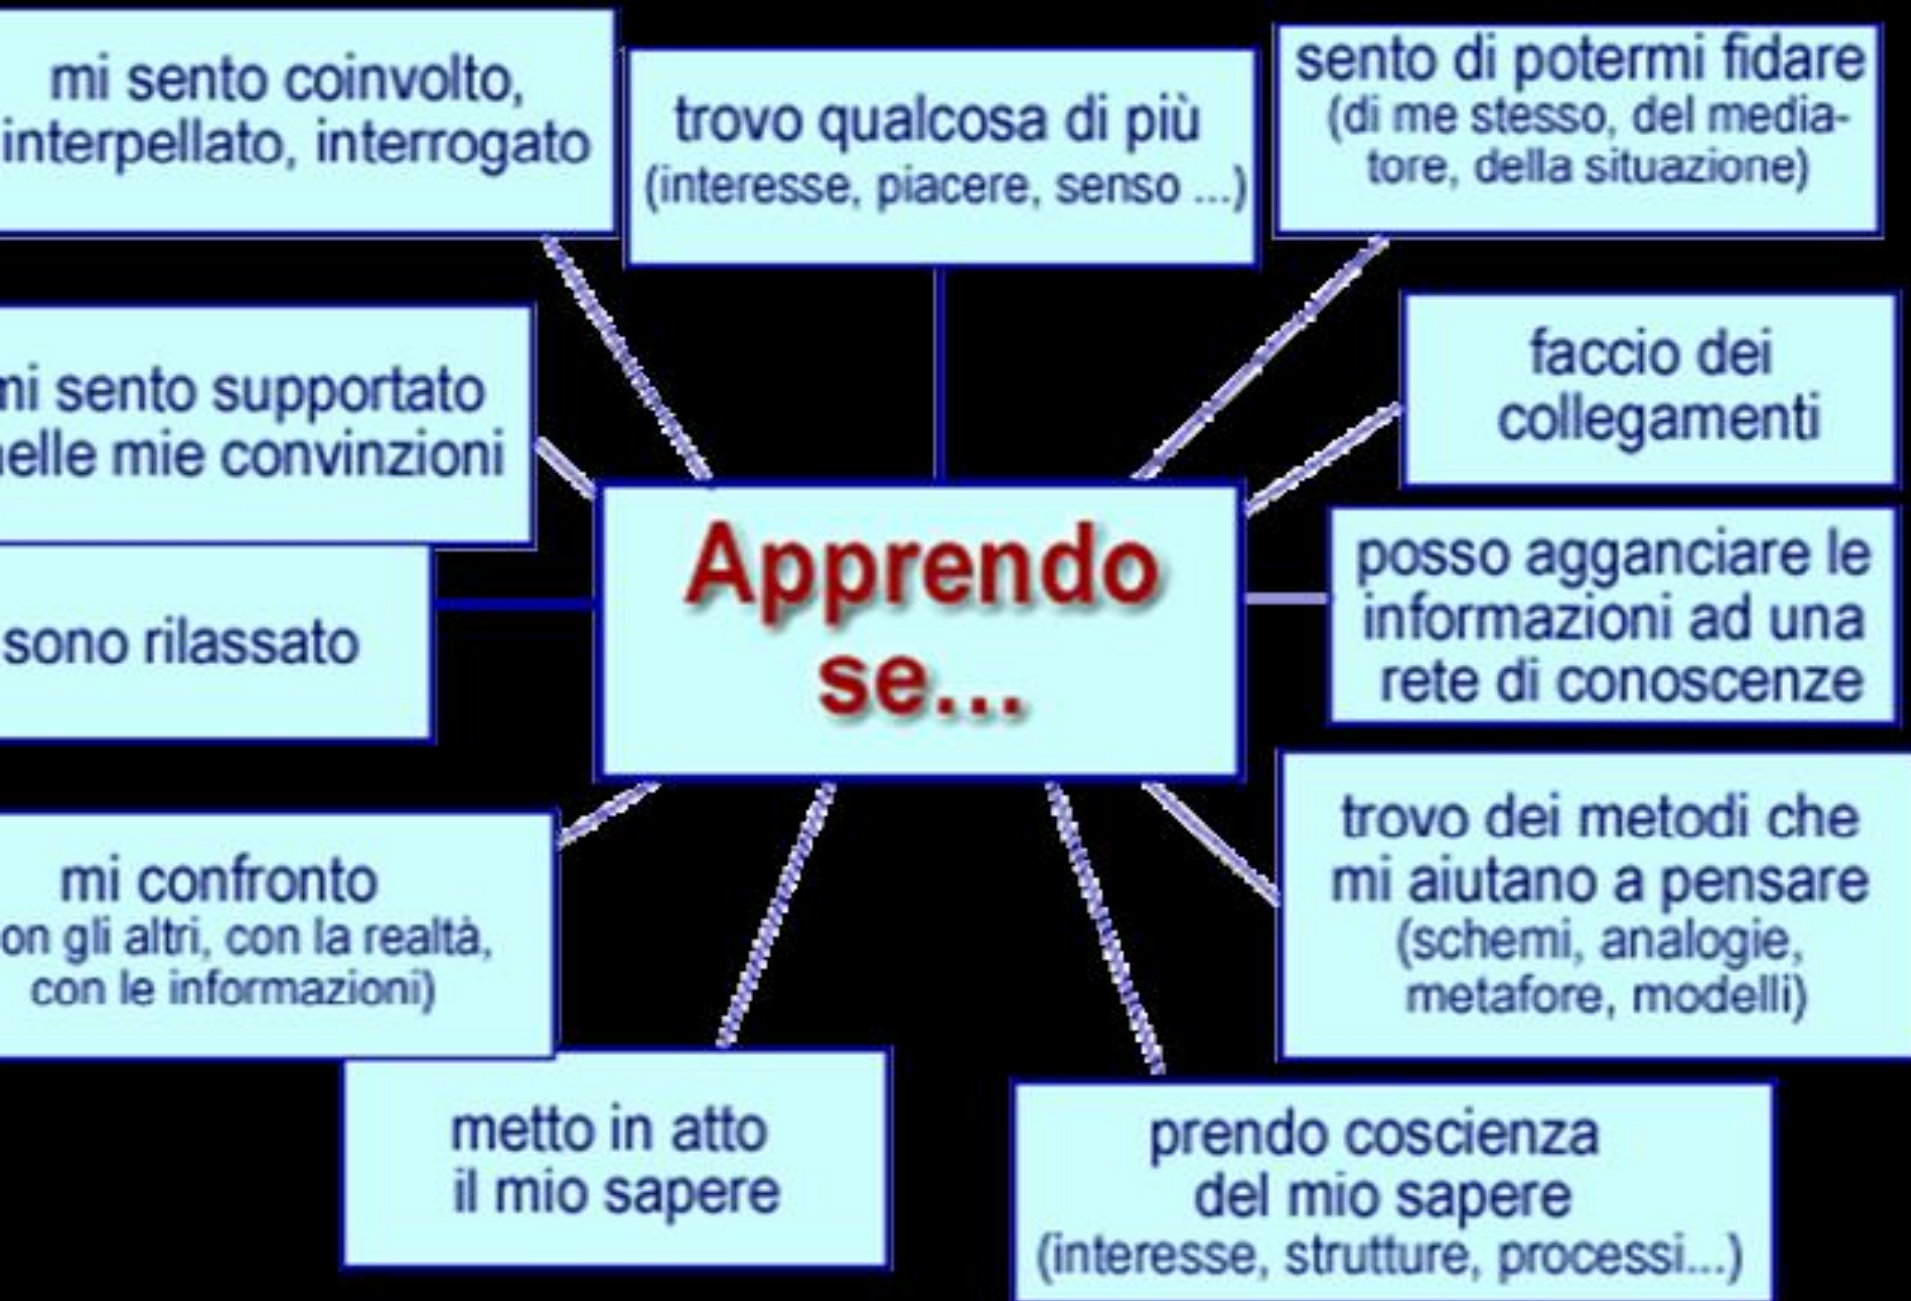 mi sento coinvolto,
interpellato, interrogato
trovo qualcosa di più
(interesse, piacere, senso ...)
sento di potermi fidare
(di me stesso, del media-
tore, della situazione)
mi sento supportato
nelle mie convinzioni
faccio dei
collegamenti
Apprendo
se...
sono rilassato
posso agganciare le
informazioni ad una
rete di conoscenze
mi confronto
on gli altri, con la realtà,
con le informazioni)
trovo dei metodi che
mi aiutano a pensare
(schemi, analogie,
metafore, modelli)
metto in atto
il mio sapere
prendo coscienza
del mio sapere
(interesse, strutture, processi...)